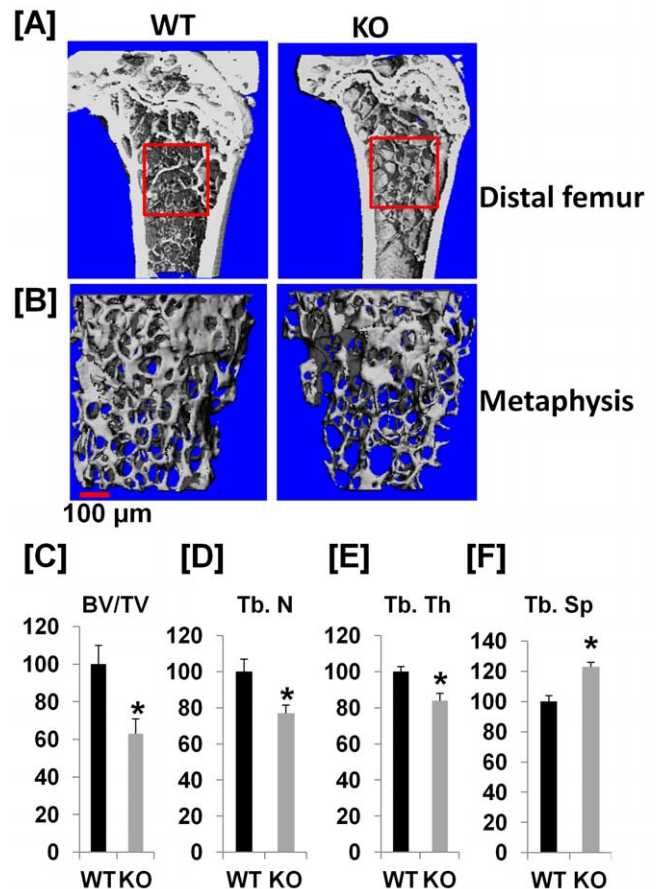 [A] WT KO
Distal femur
[B]
Metaphysis
100 µm
[C] [D] [E] [F]
BV/TV Tb. N Tb. Th Tb. Sp
120 120 120 140
100 100 100 120
80 80 80 100
60 60 60 80
40 40 40 60
20 20 20 40
0 0 0 20
0
* * * *
WT KO WT KO WT KO WT KO